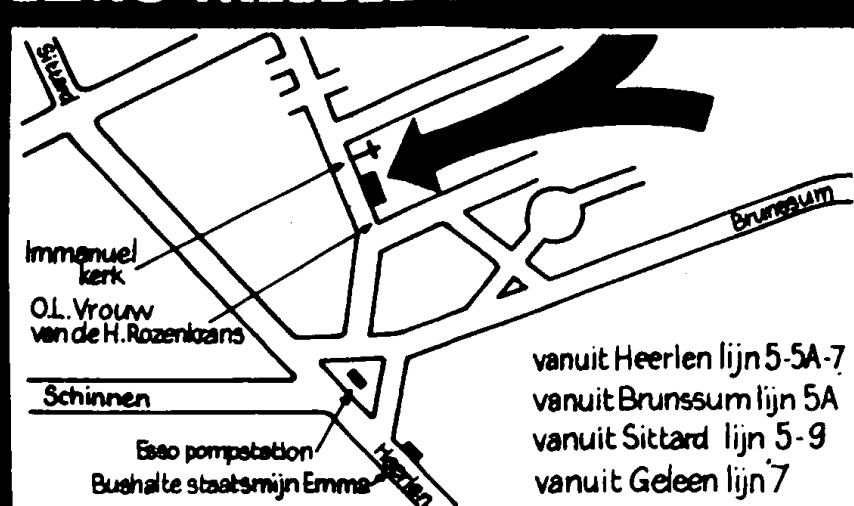 Sittard
Brunssum
Immanuel
kerk
O.L. Vrouw
van de H. Rozenkrans
Schinnen
Esso pompstation
Bushalte staatsmijn Emma
Heerlen
vanuit Heerlen lijn 5-5A-7
vanuit Brunssum lijn 5A
vanuit Sittard lijn 5-9
vanuit Geleen lijn 7